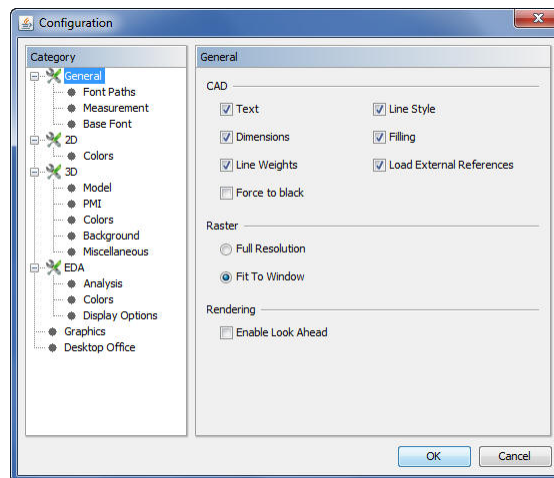 Configuration
Category
General
Font Paths
Measurement
Base Font
2D
Colors
3D
Model
PMI
Colors
Background
Miscellaneous
EDA
Analysis
Colors
Display Options
Graphics
Desktop Office
General
CAD
Text
Line Style
Dimensions
Filling
Line Weights
Load External References
Force to black
Raster
Full Resolution
Fit To Window
Rendering
Enable Look Ahead
OK
Cancel